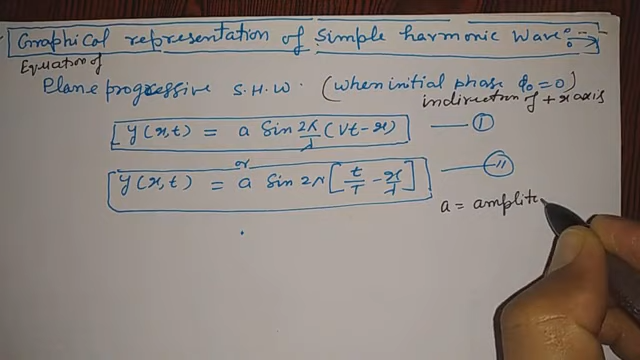 Graphical representation of Simple harmonic Wave:-
Equation of
Plane progressive S.H.W. (When initial phase φ₀ = 0)
in direction of + x axis
y(x,t) = a Sin 2π/λ (Vt - x) — I
or
y(x,t) = a Sin 2π [t/T - x/λ] — II
a = amplit